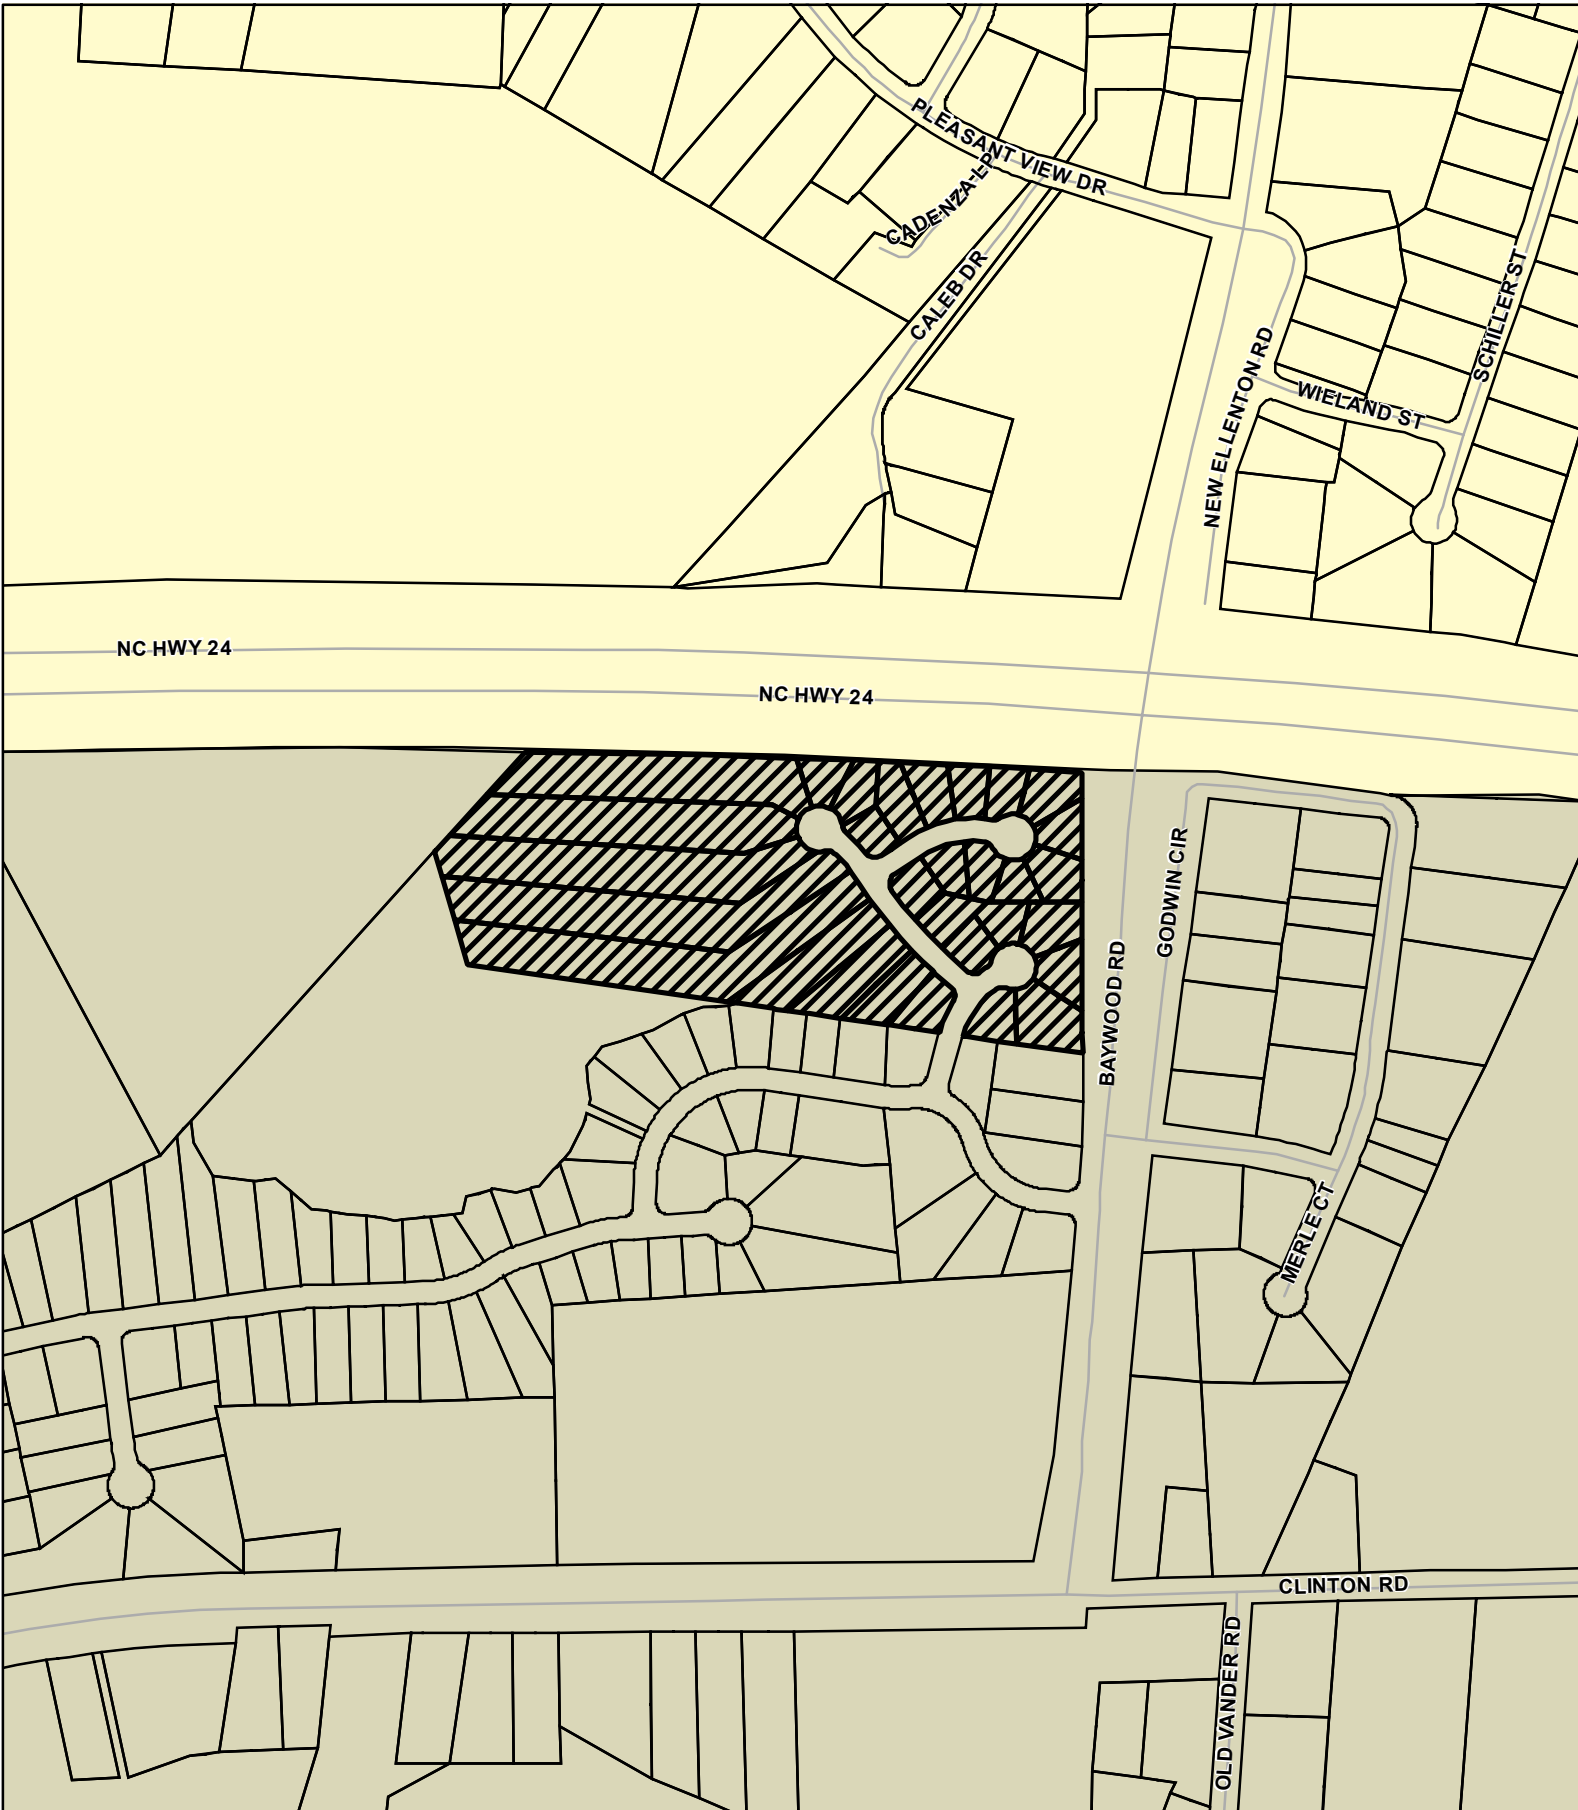 PLEASANT VIEW DR
CADENZA LP
CALEB DR
SCHILLER ST
NEW ELLENTON RD
WIELAND ST
NC HWY 24
NC HWY 24
GODWIN CIR
BAYWOOD RD
MERLE CT
CLINTON RD
OLD VANDER RD